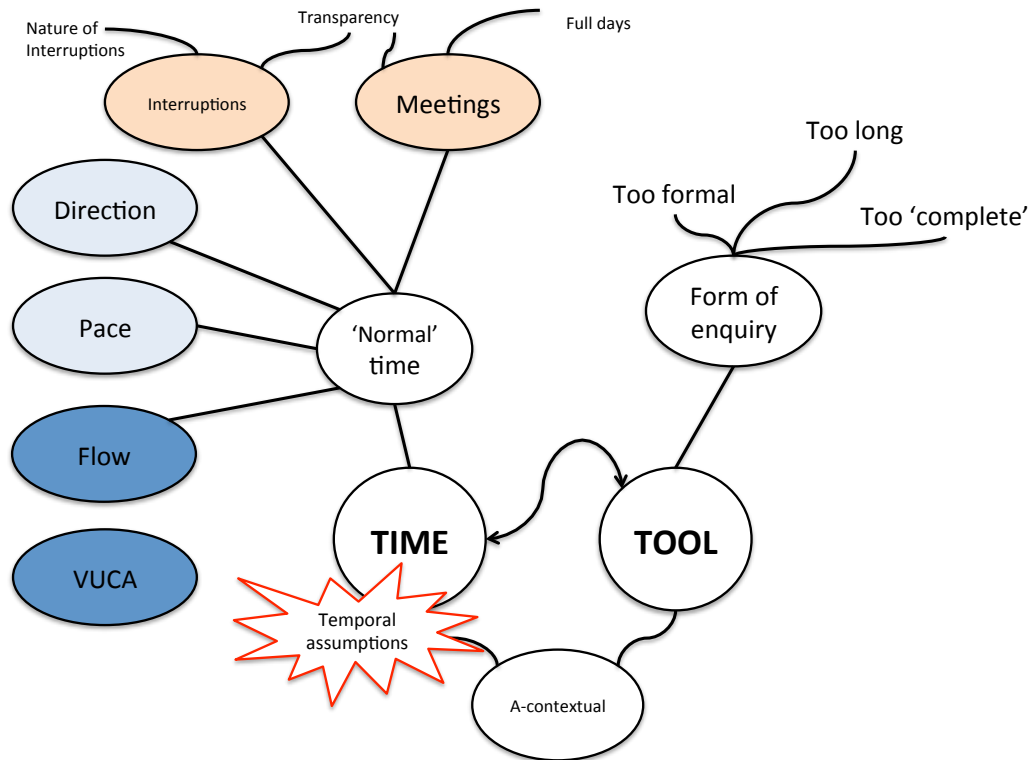 Nature of
Interruptions
Transparency
Full days
Interruptions
Meetings
Too long
Too formal
Too ‘complete’
Direction
Form of
enquiry
Pace
‘Normal’
time
Flow
TIME
TOOL
VUCA
Temporal
assumptions
A-contextual